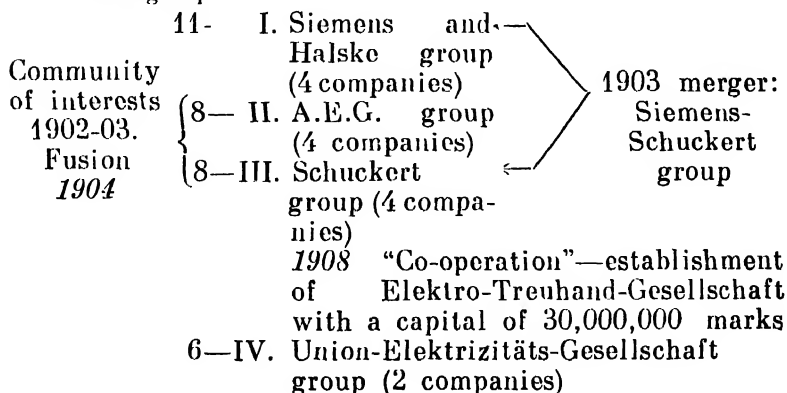 11- I. Siemens and
Halske group
(4 companies)
Community
of interests
1902-03.
Fusion
1904
8— II. A.E.G. group
(4 companies)
8—III. Schuckert
group (4 compa-
nies)
1903 merger:
Siemens-
Schuckert
group
1908 “Co-operation”—establishment
of Elektro-Treuhand-Gesellschaft
with a capital of 30,000,000 marks
6—IV. Union-Elektrizitäts-Gesellschaft
group (2 companies)